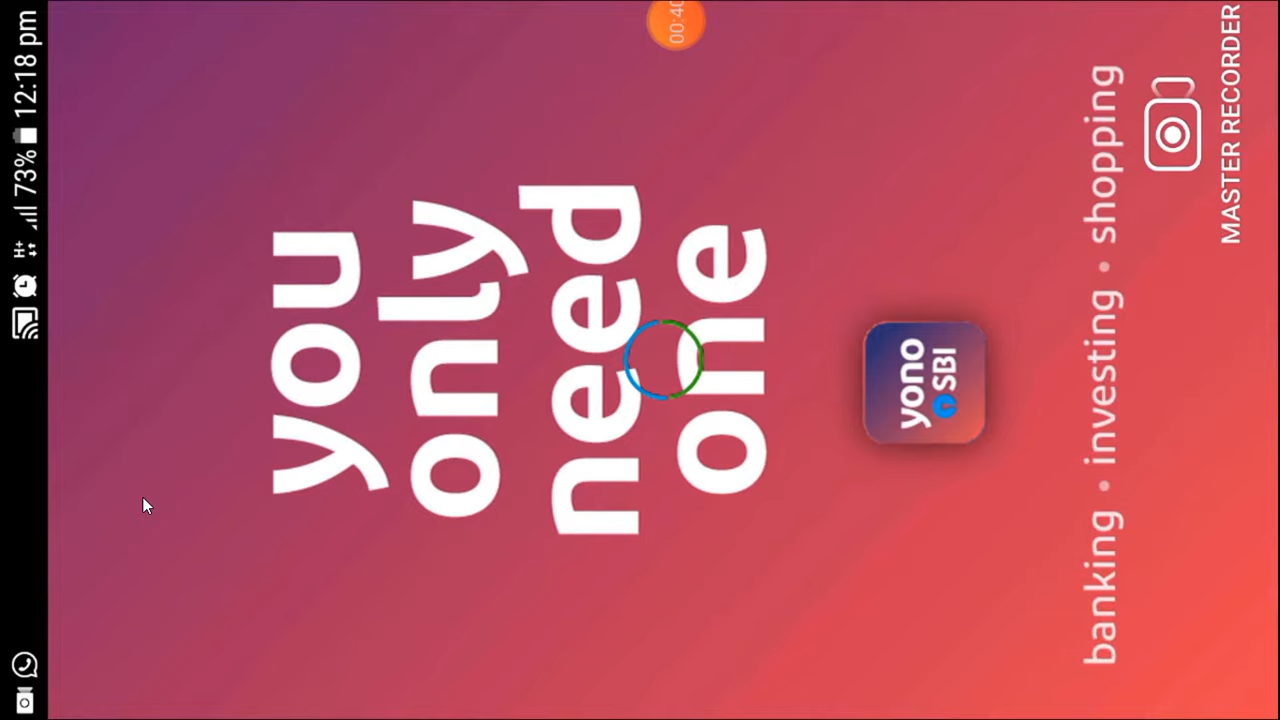 H+ 73% 12:18 pm
00:40
you
only
need
one
yono
SBI
banking • investing • shopping
MASTER RECORDER